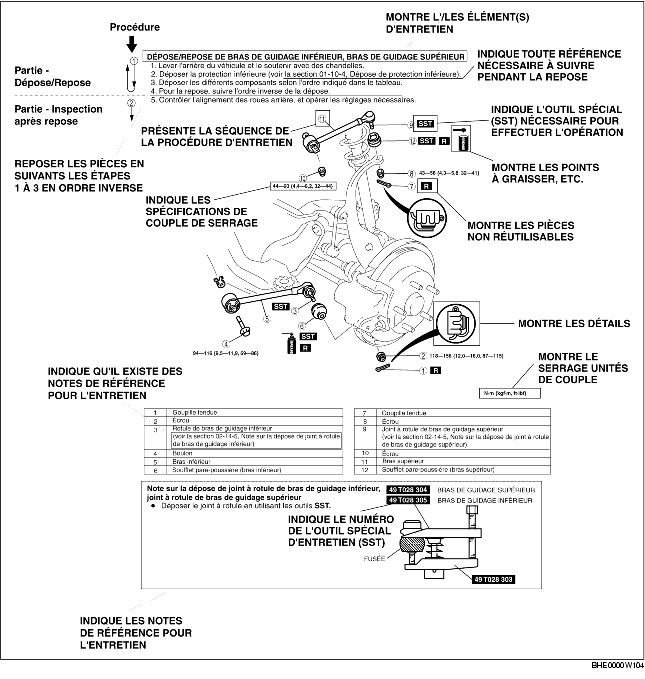 MONTRE L'/LES ÉLÉMENT(S)
D'ENTRETIEN
Procédure
1
DÉPOSE/REPOSE DE BRAS DE GUIDAGE INFÉRIEUR, BRAS DE GUIDAGE SUPÉRIEUR
1. Lever l'arrière du véhicule et le soutenir avec des chandelles.
2. Déposer la protection inférieure (voir la section 01-10-4, Dépose de protection inférieure).
3. Déposer les différents composants selon l'ordre indiqué dans le tableau.
4. Pour la repose, suivre l'ordre inverse de la dépose.
5. Contrôler l'alignement des roues arrière, et opérer les réglages nécessaires.
INDIQUE TOUTE RÉFÉRENCE
NÉCESSAIRE À SUIVRE
PENDANT LA REPOSE
Partie -
Dépose/Repose
Partie - Inspection
après repose
2
REPOSER LES PIÈCES EN
SUIVANTS LES ÉTAPES
1 À 3 EN ORDRE INVERSE
PRÉSENTE LA SÉQUENCE DE
LA PROCÉDURE D'ENTRETIEN
11
9 SST
12 SST R
INDIQUE L'OUTIL SPÉCIAL
(SST) NÉCESSAIRE POUR
EFFECTUER L'OPÉRATION
MONTRE LES POINTS
À GRAISSER, ETC.
10
44—60 (4,4—6,2, 32—44)
8 43—56 (4,3—5,8, 32—41)
7 R
INDIQUE LES
SPÉCIFICATIONS DE
COUPLE DE SERRAGE
MONTRE LES PIÈCES
NON RÉUTILISABLES
5
SST
3
6
SST
R
4
94—116 (9,5—11,9, 69—86)
MONTRE LES DÉTAILS
2 118—156 (12,0—16,0, 87—115)
1 R
MONTRE LE
SERRAGE UNITÉS
DE COUPLE
N·m {kgf·m, ft·lbf}
INDIQUE QU'IL EXISTE DES
NOTES DE RÉFÉRENCE
POUR L'ENTRETIEN
1 Goupille fendue
2 Écrou
3 Rotule de bras de guidage inférieur
(voir la section 02-14-5, Note sur la dépose de joint à rotule
de bras de guidage inférieur)
4 Boulon
5 Bras inférieur
6 Soufflet pare-poussière (bras inférieur)
7 Goupille fendue
8 Écrou
9 Joint à rotule de bras de guidage supérieur
(voir la section 02-14-5, Note sur la dépose de joint à rotule
de bras de guidage supérieur)
10 Écrou
11 Bras supérieur
12 Soufflet pare-poussière (bras supérieur)
Note sur la dépose de joint à rotule de bras de guidage inférieur,
joint à rotule de bras de guidage supérieur
• Déposer le joint à rotule en utilisant les outils SST.
49 T028 304 BRAS DE GUIDAGE SUPÉRIEUR
49 T028 305 BRAS DE GUIDAGE INFÉRIEUR
INDIQUE LE NUMÉRO
DE L'OUTIL SPÉCIAL
D'ENTRETIEN (SST)
FUSÉE
49 T028 303
INDIQUE LES NOTES
DE RÉFÉRENCE POUR
L'ENTRETIEN
BHE0000W104